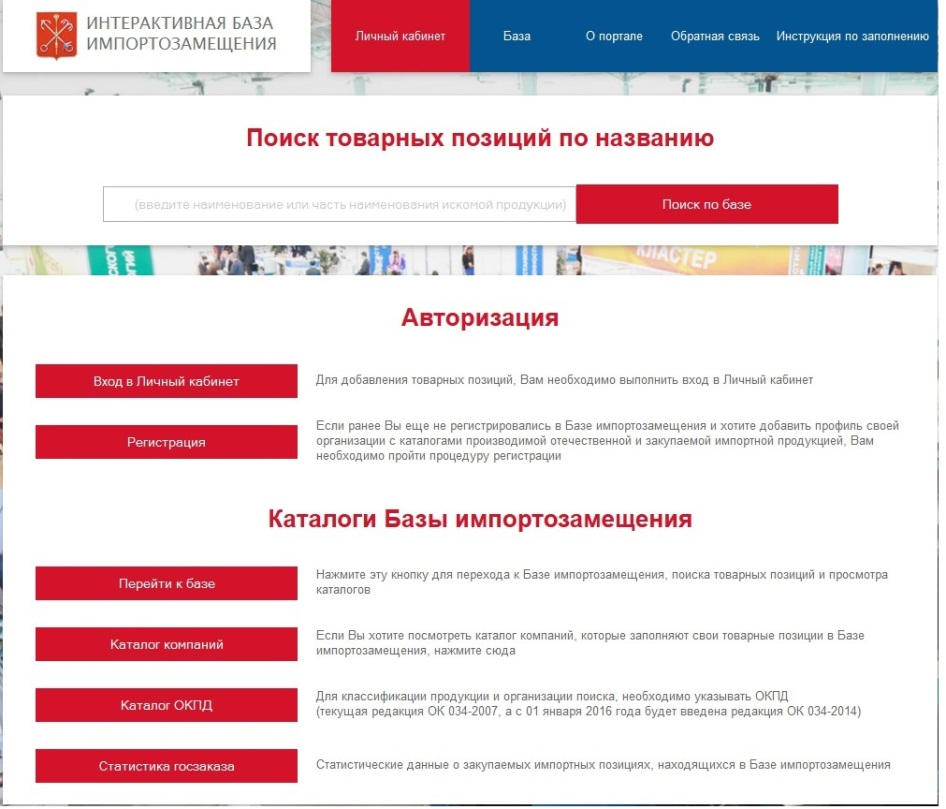 ИНТЕРАКТИВНАЯ БАЗА
ИМПОРТОЗАМЕЩЕНИЯ
Личный кабинет
База
О портале
Обратная связь
Инструкция по заполнению
Поиск товарных позиций по названию
(введите наименование или часть наименования искомой продукции)
Поиск по базе
КЛАСТЕР
Авторизация
Вход в Личный кабинет
Для добавления товарных позиций, Вам необходимо выполнить вход в Личный кабинет
Регистрация
Если ранее Вы еще не регистрировались в Базе импортозамещения и хотите добавить профиль своей
организации с каталогами производимой отечественной и закупаемой импортной продукцией, Вам
необходимо пройти процедуру регистрации
Каталоги Базы импортозамещения
Перейти к базе
Нажмите эту кнопку для перехода к Базе импортозамещения, поиска товарных позиций и просмотра
каталогов
Каталог компаний
Если Вы хотите посмотреть каталог компаний, которые заполняют свои товарные позиции в Базе
импортозамещения, нажмите сюда
Каталог ОКПД
Для классификации продукции и организации поиска, необходимо указывать ОКПД
(текущая редакция ОК 034-2007, а с 01 января 2016 года будет введена редакция ОК 034-2014)
Статистика госзаказа
Статистические данные о закупаемых импортных позициях, находящихся в Базе импортозамещения